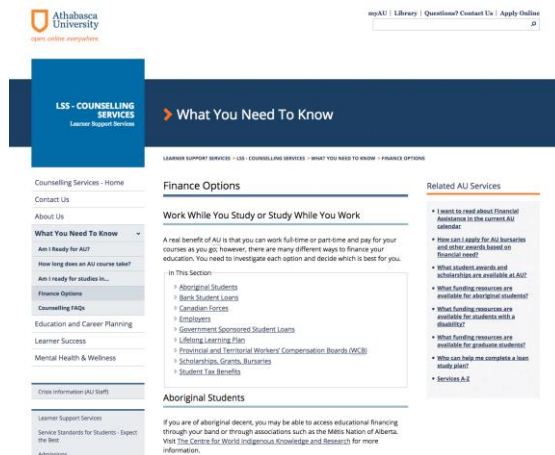 Athabasca
University
open. online. everywhere.
myAU | Library | Questions? Contact Us | Apply Online
LSS - COUNSELLING
SERVICES
Learner Support Services
What You Need To Know
LEARNER SUPPORT SERVICES > LSS - COUNSELLING SERVICES > WHAT YOU NEED TO KNOW > FINANCE OPTIONS
Counselling Services - Home
Contact Us
About Us
What You Need To Know
Am I Ready for AU?
How long does an AU course take?
Am I ready for studies in...
Finance Options
Counselling FAQs
Education and Career Planning
Learner Success
Mental Health & Wellness
Crisis Information (AU Staff)
Learner Support Services
Service Standards for Students - Expect
the Best
Admissions
Finance Options
Work While You Study or Study While You Work
A real benefit of AU is that you can work full-time or part-time and pay for your
courses as you go; however, there are many different ways to finance your
education. You need to investigate each option and decide which is best for you.
In This Section
Aboriginal Students
Bank Student Loans
Canadian Forces
Employers
Government Sponsored Student Loans
Lifelong Learning Plan
Provincial and Territorial Workers' Compensation Boards (WCB)
Scholarships, Grants, Bursaries
Student Tax Benefits
Aboriginal Students
If you are of aboriginal decent, you may be able to access educational financing
through your band or through associations such as the Métis Nation of Alberta.
Visit The Centre for World Indigenous Knowledge and Research for more
information.
Related AU Services
I want to read about Financial
Assistance in the current AU
calendar
How can I apply for AU bursaries
and other awards based on
financial need?
What student awards and
scholarships are available at AU?
What funding resources are
available for aboriginal students?
What funding resources are
available for students with a
disability?
What funding resources are
available for graduate students?
Who can help me complete a loan
study plan?
Services A-Z